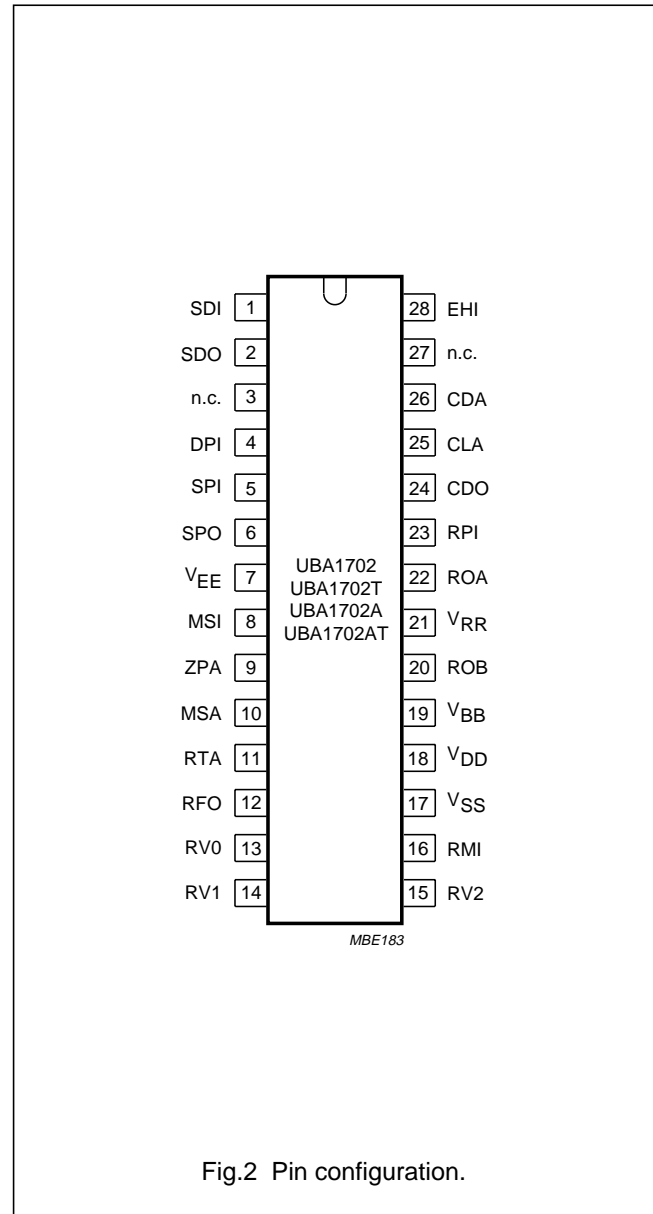 SDI 1 28 EHI
SDO 2 27 n.c.
n.c. 3 26 CDA
DPI 4 25 CLA
SPI 5 24 CDO
SPO 6 23 RPI
VEE 7 22 ROA
MSI 8 21 VRR
ZPA 9 20 ROB
MSA 10 19 VBB
RTA 11 18 VDD
RFO 12 17 VSS
RV0 13 16 RMI
RV1 14 15 RV2
UBA1702
UBA1702T
UBA1702A
UBA1702AT
MBE183
Fig.2 Pin configuration.